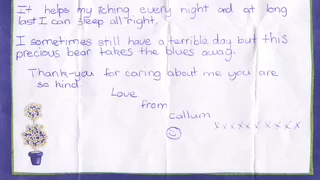 It helps my itching every night ad at long
last I can sleep all night,
I sometimes still have a terrible day but this
precious bear takes the blues away.
Thank-you for caring about me you are
so kind
Love
from
callum
x x x x x x x x x x